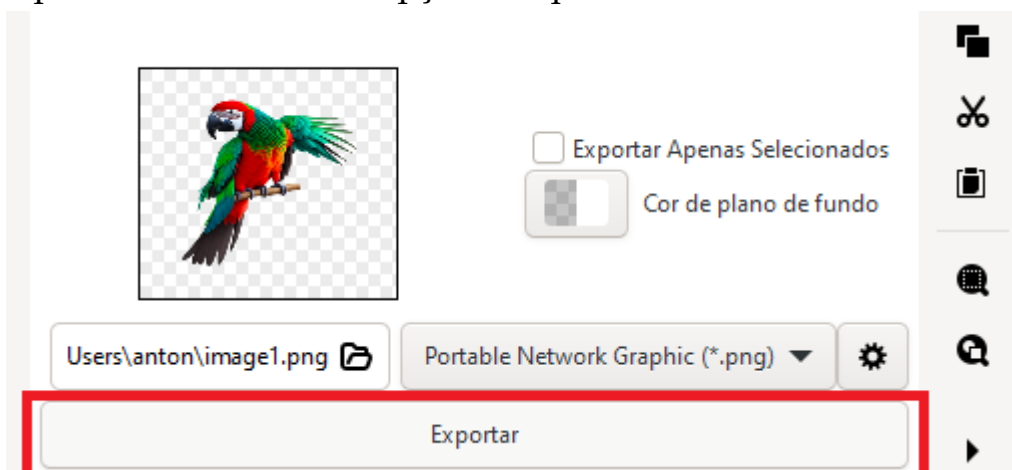 Exportar Apenas Selecionados
Cor de plano de fundo
Users\anton\image1.png
Portable Network Graphic (*.png)
Exportar